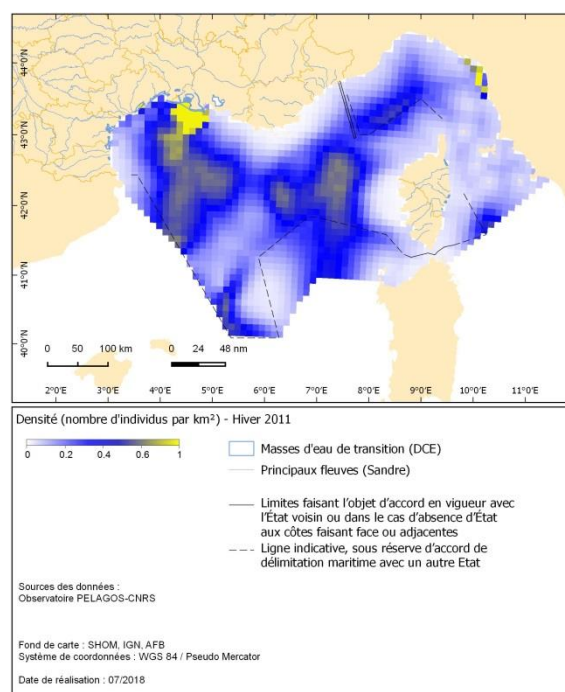 44°0'N
43°0'N
42°0'N
41°0'N
40°0'N
0 50 100 km
0 24 48 nm
2°0'E 3°0'E 4°0'E 5°0'E 6°0'E 7°0'E 8°0'E 9°0'E 10°0'E 11°0'E
Densité (nombre d'individus par km²) - Hiver 2011
0 0.2 0.4 0.6 1
Masses d'eau de transition (DCE)
Principaux fleuves (Sandre)
Limites faisant l'objet d'accord en vigueur avec
l'État voisin ou dans le cas d'absence d'État
aux côtes faisant face ou adjacentes
Ligne indicative, sous réserve d'accord de
délimitation maritime avec un autre Etat
Sources des données :
Observatoire PELAGOS-CNRS
Fond de carte : SHOM, IGN, AFB
Système de coordonnées : WGS 84 / Pseudo Mercator
Date de réalisation : 07/2018